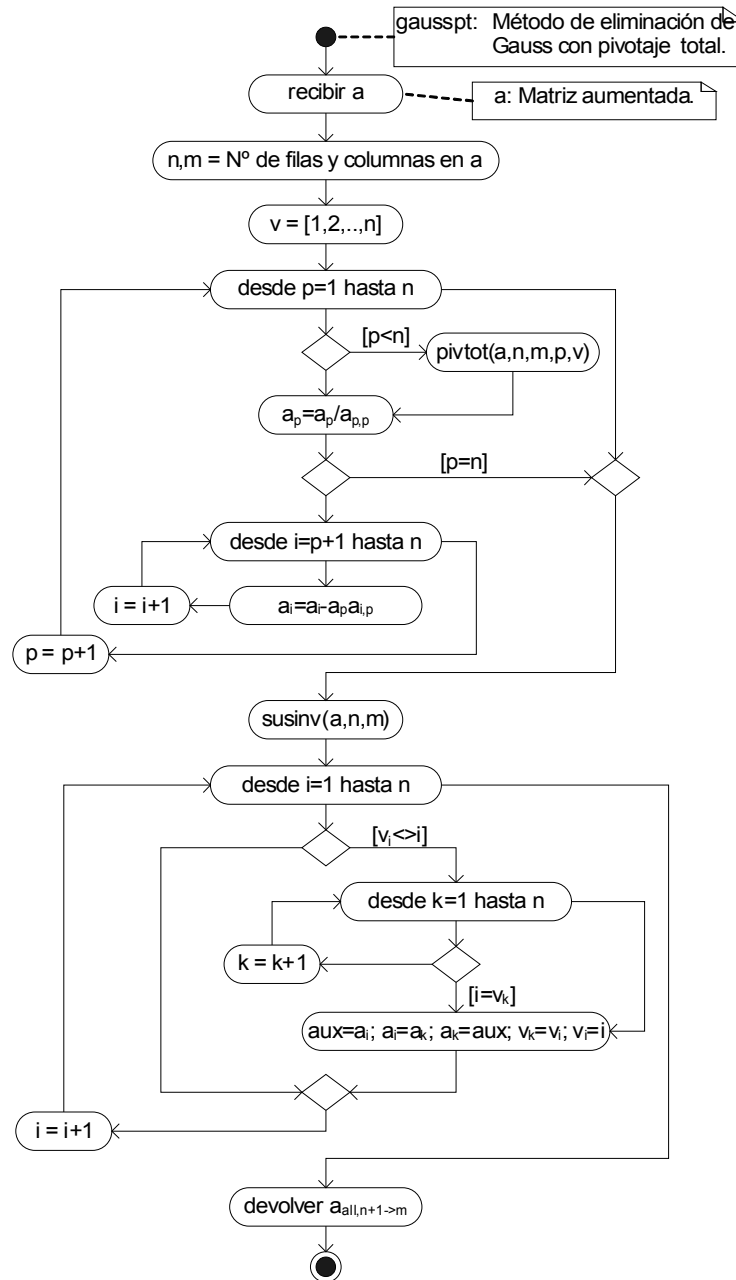 gausspt: Método de eliminación de
Gauss con pivotaje total.
recibir a
a: Matriz aumentada.
n,m = Nº de filas y columnas en a
v = [1,2,..,n]
desde p=1 hasta n
[p<n]
pivtot(a,n,m,p,v)
aₚ=aₚ/aₚ,ₚ
[p=n]
desde i=p+1 hasta n
i = i+1
aᵢ=aᵢ-aₚaᵢ,ₚ
p = p+1
susinv(a,n,m)
desde i=1 hasta n
[vᵢ<>i]
desde k=1 hasta n
k = k+1
[i=vₖ]
aux=aᵢ; aᵢ=aₖ; aₖ=aux; vₖ=vᵢ; vᵢ=i
i = i+1
devolver a all,n+1->m